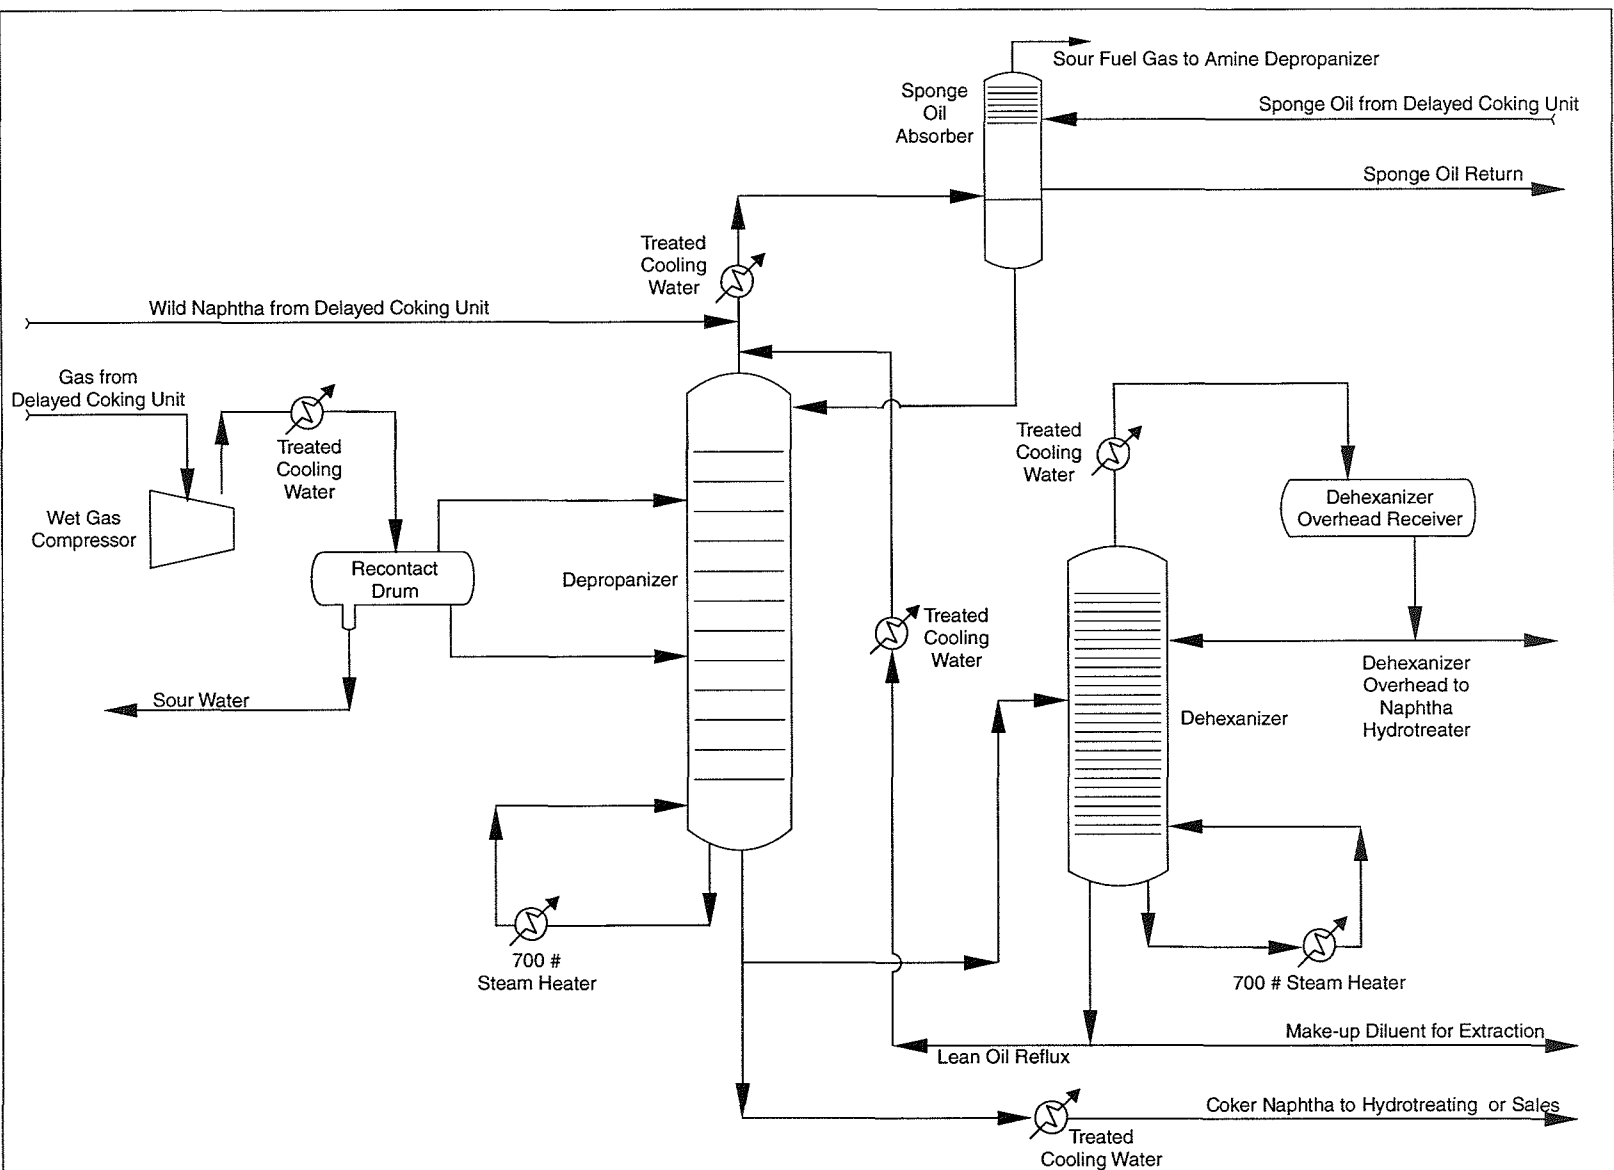 Sour Fuel Gas to Amine Depropanizer
Sponge
Oil
Absorber
Sponge Oil from Delayed Coking Unit
Sponge Oil Return
Treated
Cooling
Water
Wild Naphtha from Delayed Coking Unit
Gas from
Delayed Coking Unit
Treated
Cooling
Water
Wet Gas
Compressor
Recontact
Drum
Sour Water
Depropanizer
Treated
Cooling
Water
Treated
Cooling
Water
Dehexanizer
Overhead Receiver
Dehexanizer
Overhead to
Naphtha
Hydrotreater
Dehexanizer
700 #
Steam Heater
700 # Steam Heater
Make-up Diluent for Extraction
Lean Oil Reflux
Coker Naphtha to Hydrotreating or Sales
Treated
Cooling Water